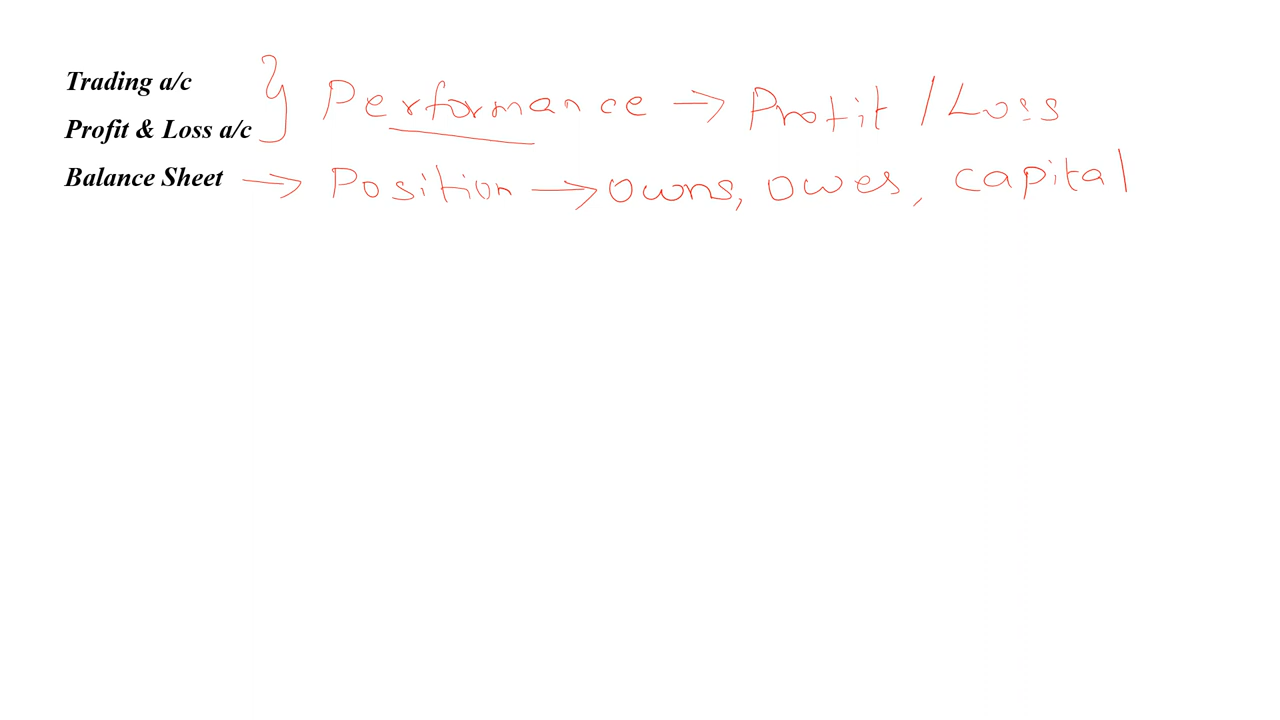 Trading a/c } Performance → Profit / Loss
Profit & Loss a/c
Balance Sheet → Position → owns, owes, capital